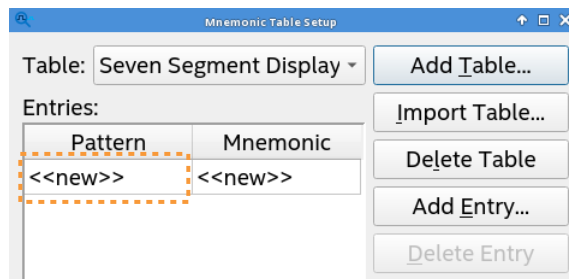 Mnemonic Table Setup
Table: Seven Segment Display
Add Table...
Entries:
Import Table...
Pattern Mnemonic
Delete Table
<<new>> <<new>>
Add Entry...
Delete Entry